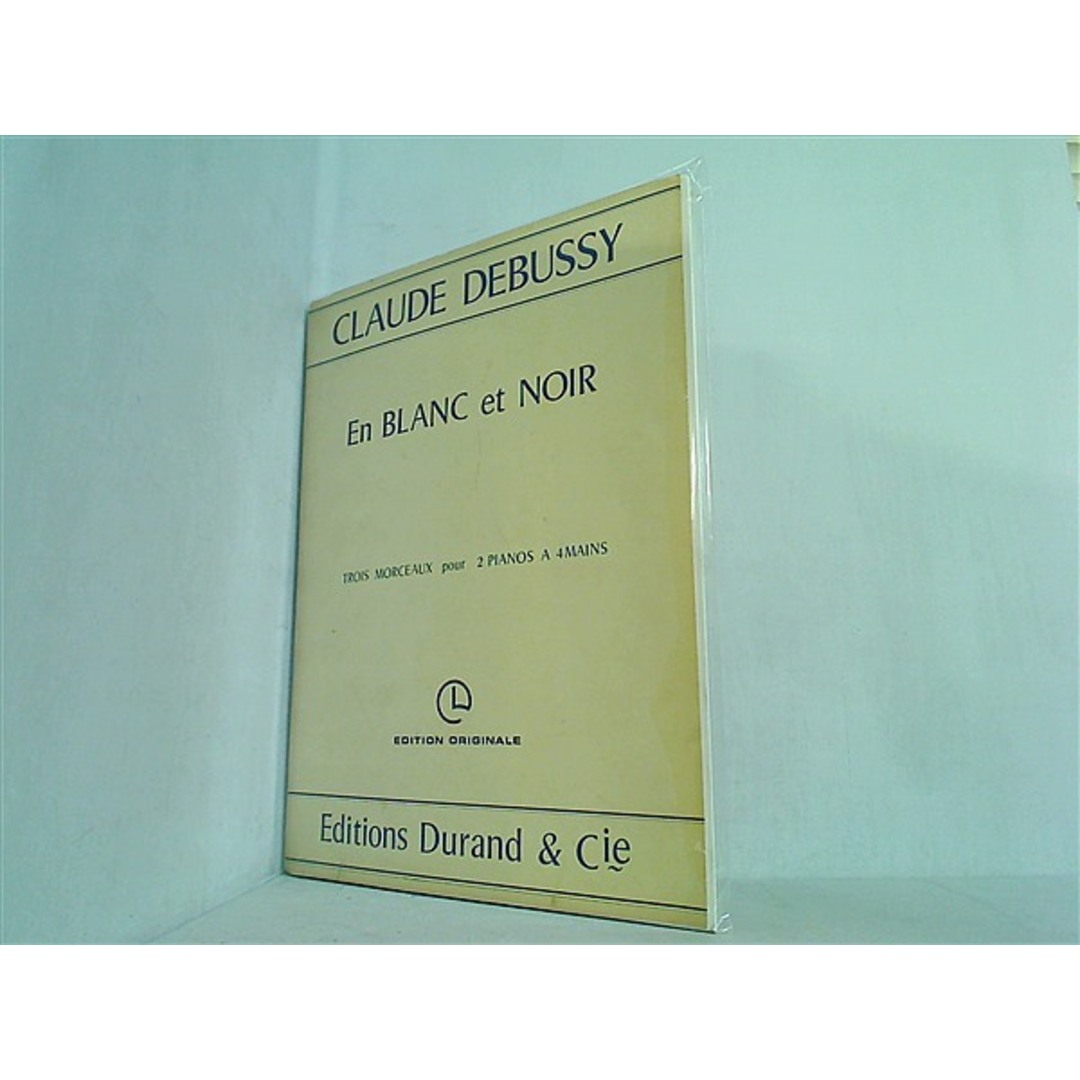 CLAUDE DEBUSSY
En BLANC et NOIR
TROIS MORCEAUX pour 2 PIANOS A 4 MAINS
EDITION ORIGINALE
Editions Durand & Cie